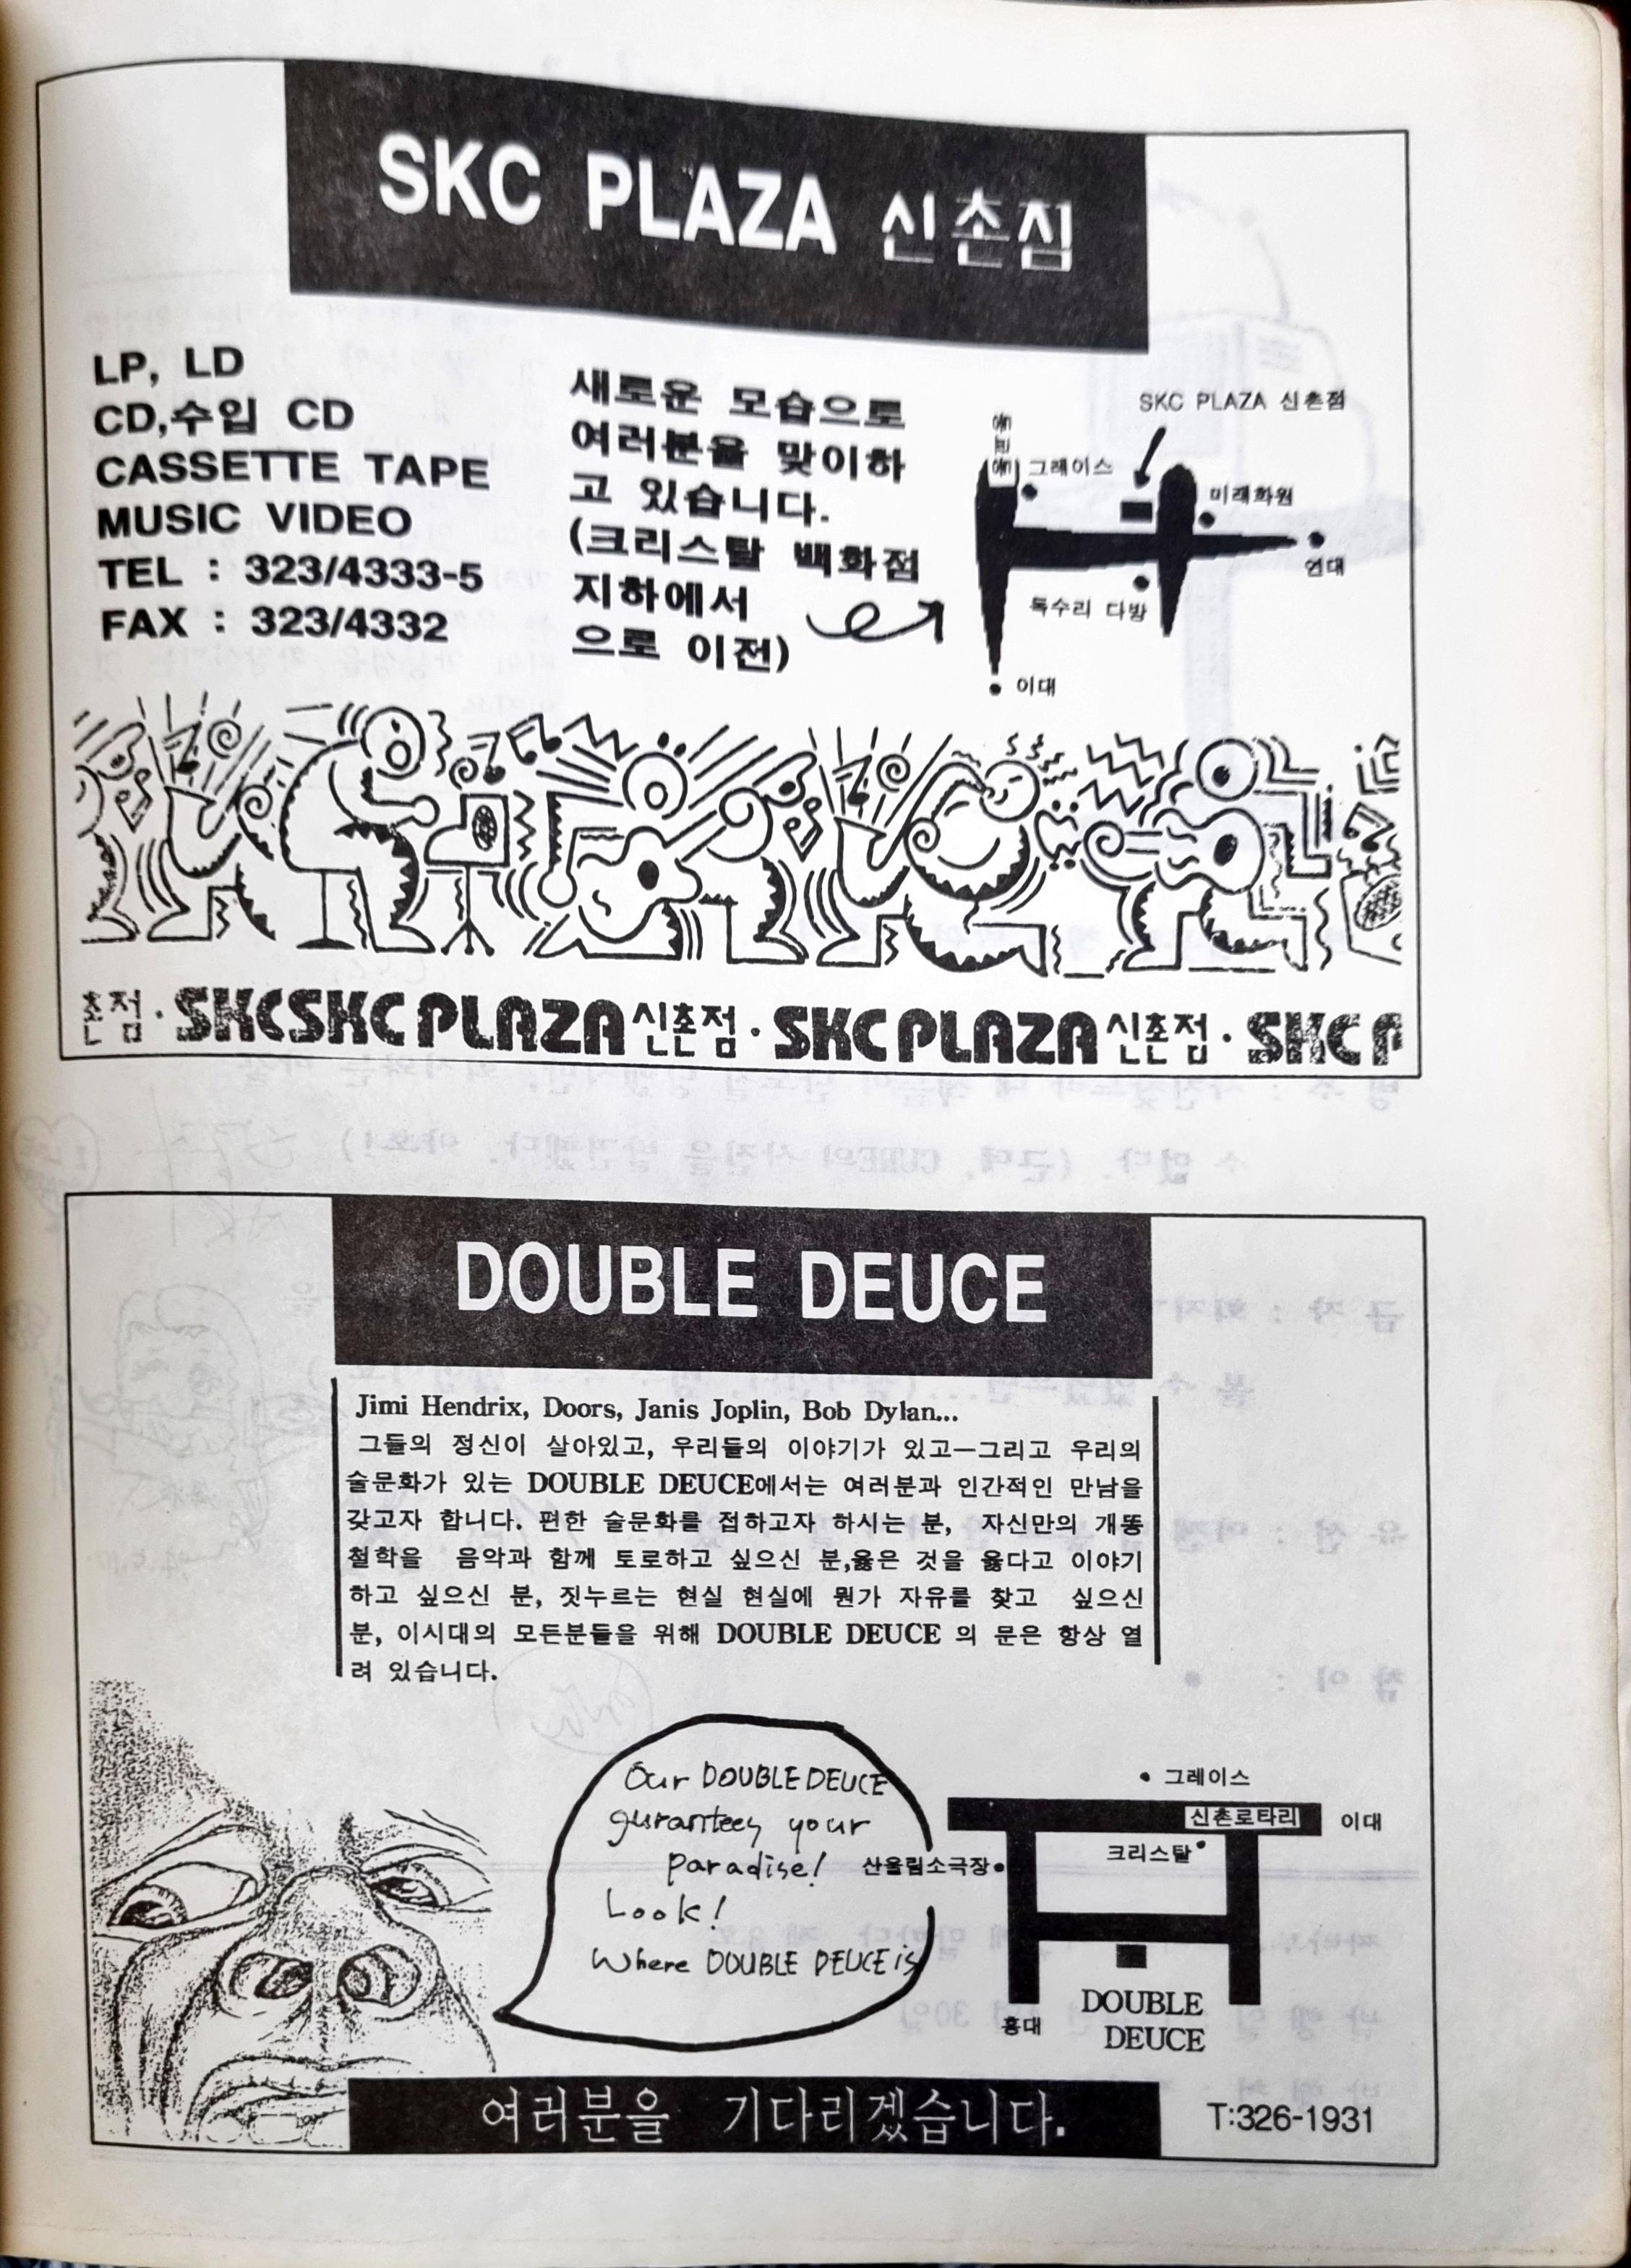 SKC PLAZA 신촌점
LP, LD
CD,수입 CD
CASSETTE TAPE
MUSIC VIDEO
TEL : 323/4333-5
FAX : 323/4332
새로운 모습으로
여러분을 맞이하
고 있습니다.
(크리스탈 백화점
지하에서
으로 이전)
SKC PLAZA 신촌점
동교동
그레이스
미래화원
연대
독수리 다방
이대
촌점 · SKCSKC PLAZA 신촌점 · SKC PLAZA 신촌점 · SKC P
DOUBLE DEUCE
Jimi Hendrix, Doors, Janis Joplin, Bob Dylan...
그들의 정신이 살아있고, 우리들의 이야기가 있고—그리고 우리의
술문화가 있는 DOUBLE DEUCE에서는 여러분과 인간적인 만남을
갖고자 합니다. 편한 술문화를 접하고자 하시는 분, 자신만의 개똥
철학을 음악과 함께 토로하고 싶으신 분,옳은 것을 옳다고 이야기
하고 싶으신 분, 짓누르는 현실 현실에 뭔가 자유를 찾고 싶으신
분, 이시대의 모든분들을 위해 DOUBLE DEUCE 의 문은 항상 열
려 있습니다.
Our DOUBLE DEUCE
gurantees your
paradise!
Look!
Where DOUBLE DEUCE is
그레이스
신촌로타리
이대
크리스탈
산울림소극장
홍대
DOUBLE
DEUCE
여러분을 기다리겠습니다.
T:326-1931